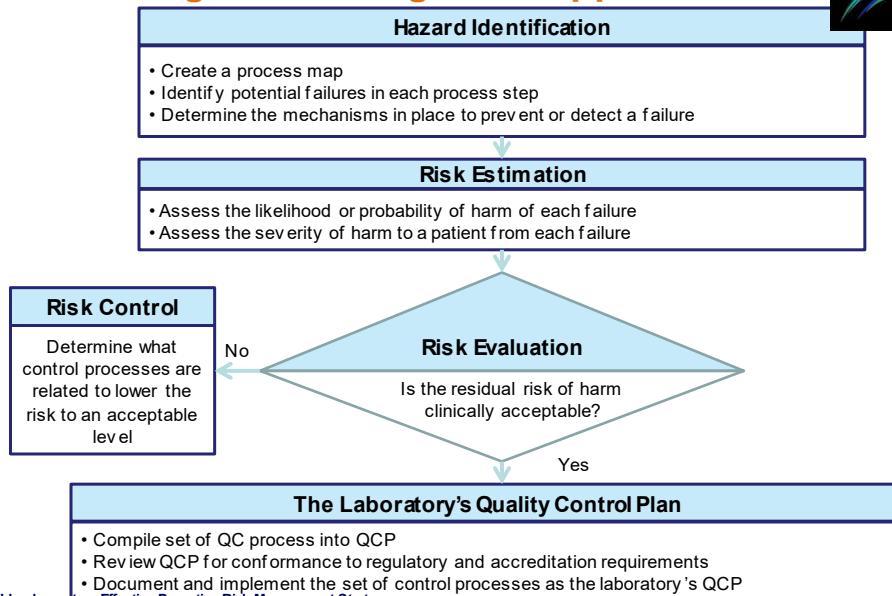 Hazard Identification
• Create a process map
• Identify potential failures in each process step
• Determine the mechanisms in place to prevent or detect a failure
Risk Estimation
• Assess the likelihood or probability of harm of each failure
• Assess the severity of harm to a patient from each failure
Risk Control
Determine what
control processes are
related to lower the
risk to an acceptable
level
No
Risk Evaluation
Is the residual risk of harm
clinically acceptable?
Yes
The Laboratory's Quality Control Plan
• Compile set of QC process into QCP
• Review QCP for conformance to regulatory and accreditation requirements
• Document and implement the set of control processes as the laboratory's QCP